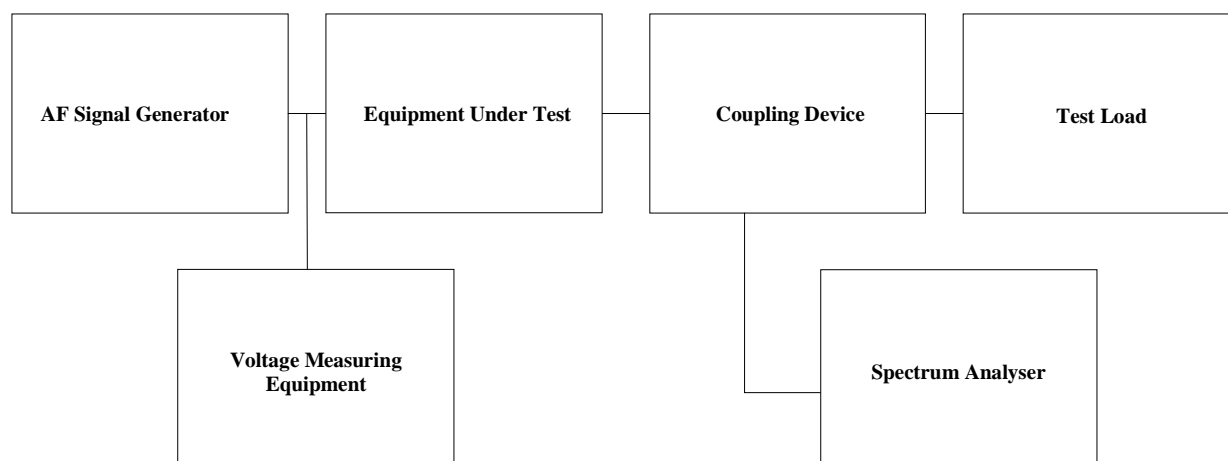 AF Signal Generator
Equipment Under Test
Coupling Device
Test Load
Voltage Measuring
Equipment
Spectrum Analyser